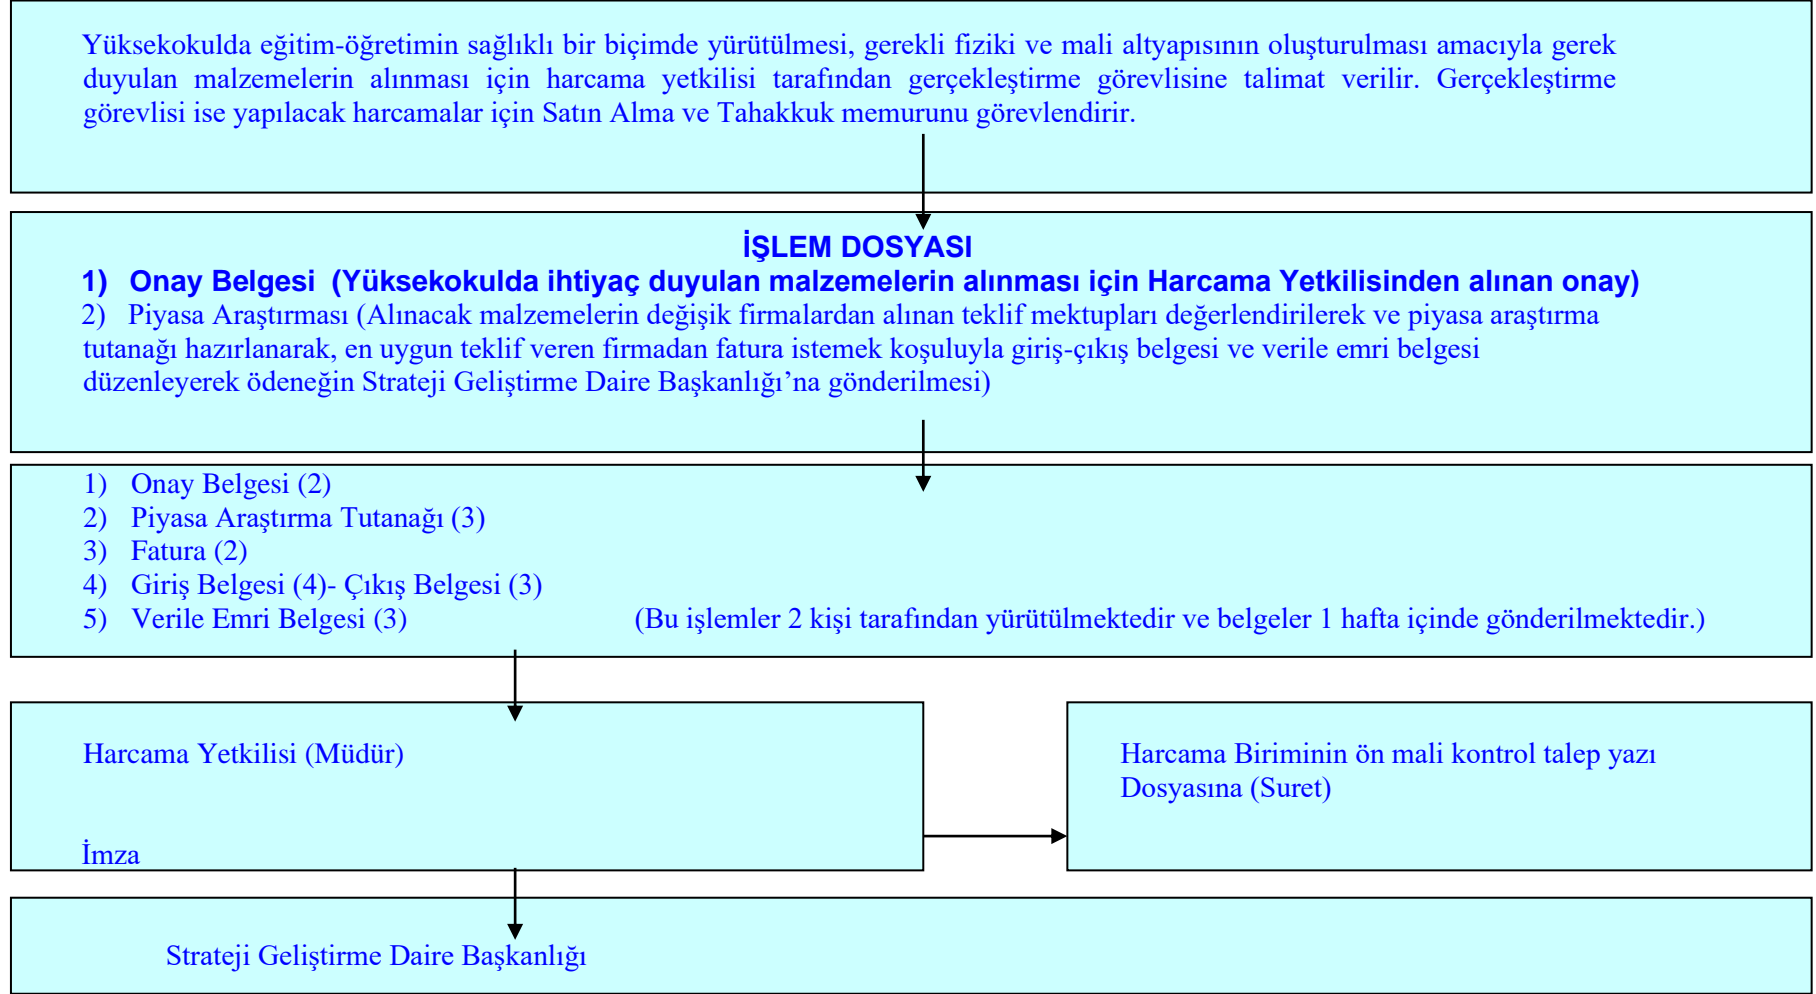 Yüksekokulda eğitim-öğretimin sağlıklı bir biçimde yürütülmesi, gerekli fiziki ve mali altyapısının oluşturulması amacıyla gerek
duyulan malzemelerin alınması için harcama yetkilisi tarafından gerçekleştirme görevlisine talimat verilir. Gerçekleştirme
görevlisi ise yapılacak harcamalar için Satın Alma ve Tahakkuk memurunu görevlendirir.
İŞLEM DOSYASI
1) Onay Belgesi (Yüksekokulda ihtiyaç duyulan malzemelerin alınması için Harcama Yetkilisinden alınan onay)
2) Piyasa Araştırması (Alınacak malzemelerin değişik firmalardan alınan teklif mektupları değerlendirilerek ve piyasa araştırma
tutanağı hazırlanarak, en uygun teklif veren firmadan fatura istemek koşuluyla giriş-çıkış belgesi ve verile emri belgesi
düzenleyerek ödeneğin Strateji Geliştirme Daire Başkanlığı’na gönderilmesi)
1) Onay Belgesi (2)
2) Piyasa Araştırma Tutanağı (3)
3) Fatura (2)
4) Giriş Belgesi (4)- Çıkış Belgesi (3)
5) Verile Emri Belgesi (3) (Bu işlemler 2 kişi tarafından yürütülmektedir ve belgeler 1 hafta içinde gönderilmektedir.)
Harcama Yetkilisi (Müdür)
İmza
Harcama Biriminin ön mali kontrol talep yazı
Dosyasına (Suret)
Strateji Geliştirme Daire Başkanlığı